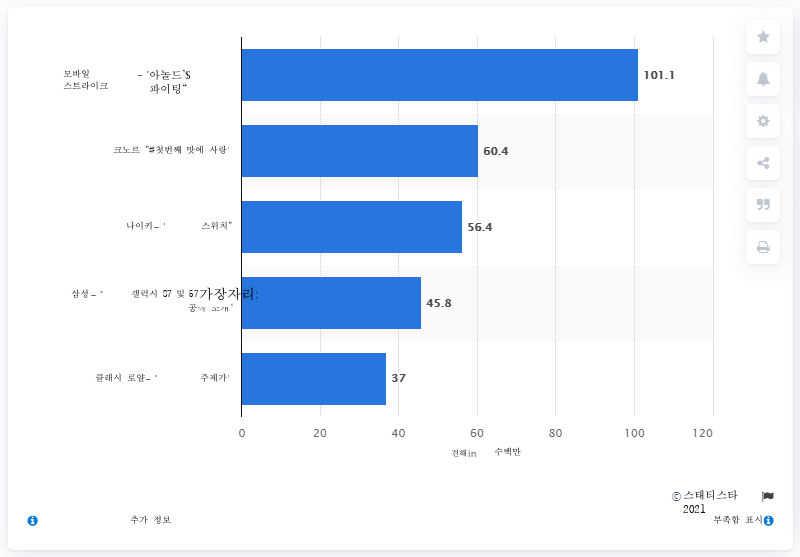 모바일 – '아놀드'S
스트라이크 파이팅“
101.1
크노르 "#첫번째 맛에 사랑'
60.4
나이키– ' 스위치"
56.4
삼성– " 갤럭시 S7 및 S7가장자리:
45.8
클래시 로얄– ' 주제가'
37
0 20 40 60 80 100 120
견해in 수백만
© 스태티스타
2021
추가 정보 부족함 표시